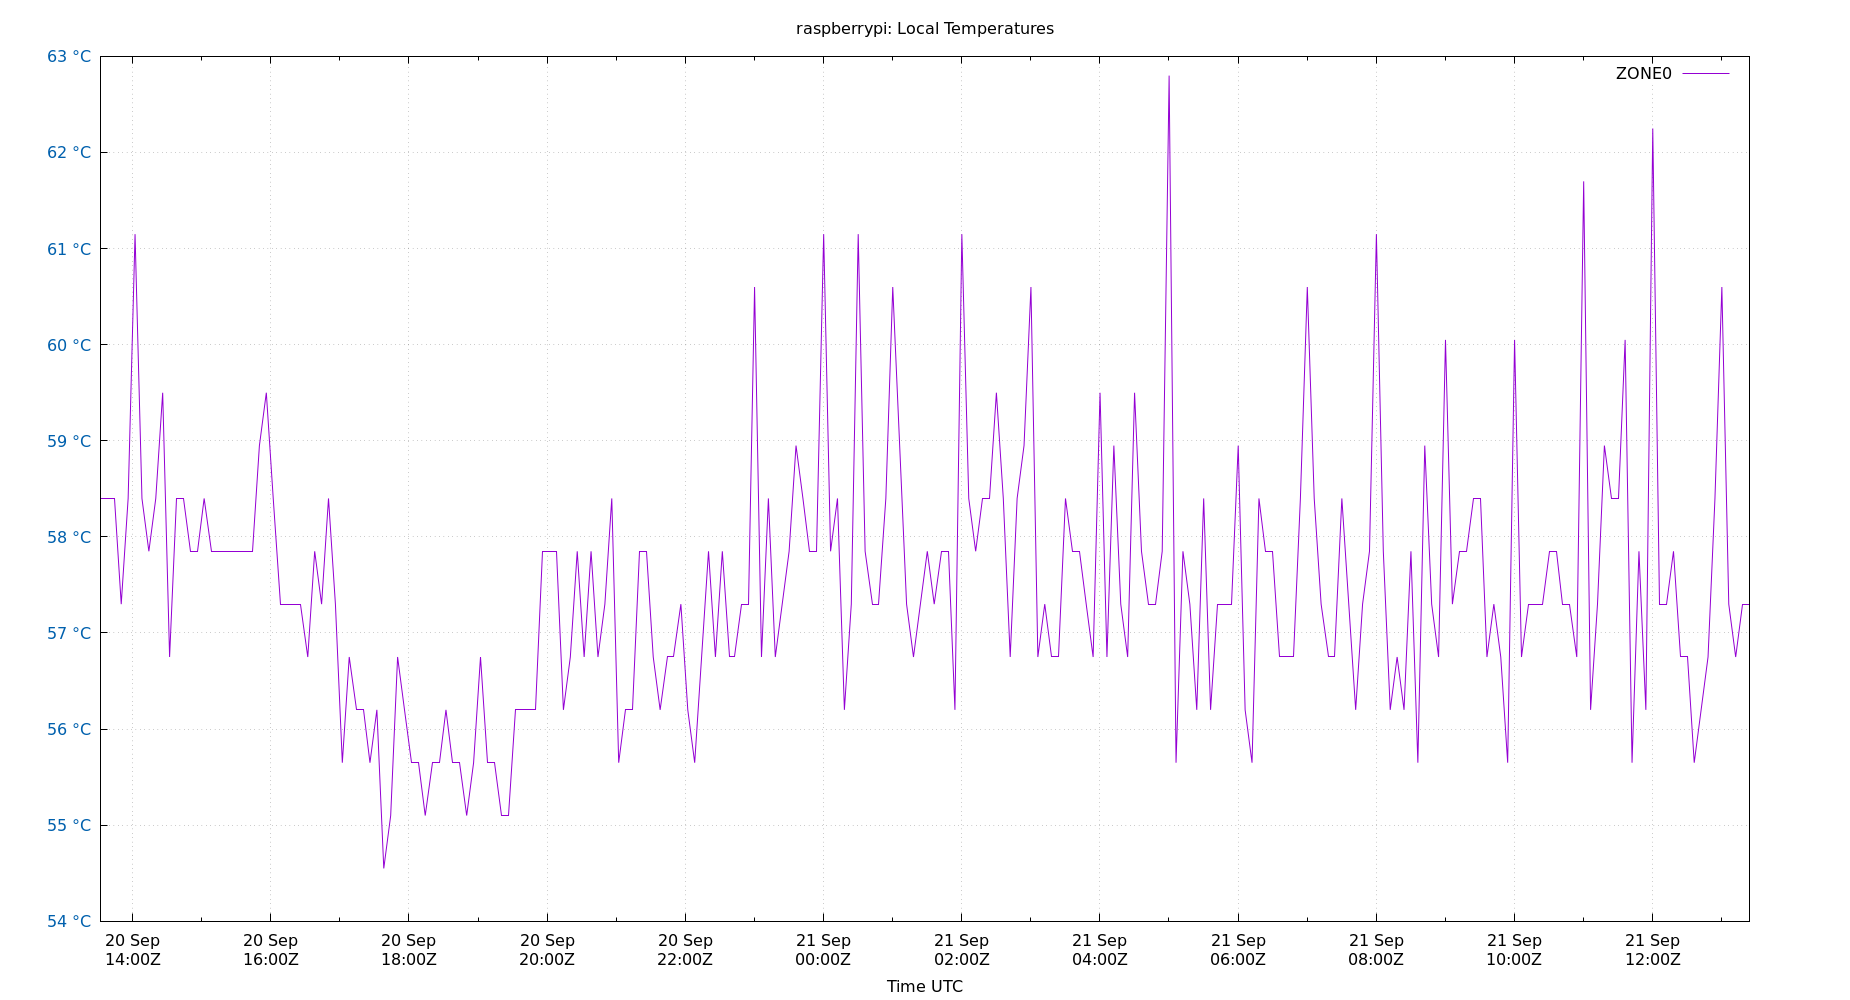 raspberrypi: Local Temperatures
63 °C
ZONE0
62 °C
61 °C
60 °C
59 °C
58 °C
57 °C
56 °C
55 °C
54 °C
20 Sep 20 Sep 20 Sep 20 Sep 20 Sep 21 Sep 21 Sep 21 Sep 21 Sep 21 Sep 21 Sep 21 Sep
14:00Z 16:00Z 18:00Z 20:00Z 22:00Z 00:00Z 02:00Z 04:00Z 06:00Z 08:00Z 10:00Z 12:00Z
Time UTC